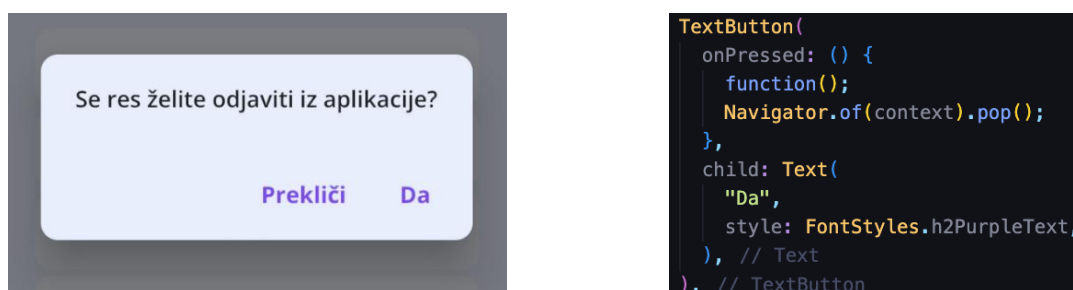 Se res želite odjaviti iz aplikacije?
Prekliči Da
TextButton(
onPressed: () {
function();
Navigator.of(context).pop();
},
child: Text(
"Da",
style: FontStyles.h2PurpleText,
), // Text
), // TextButton